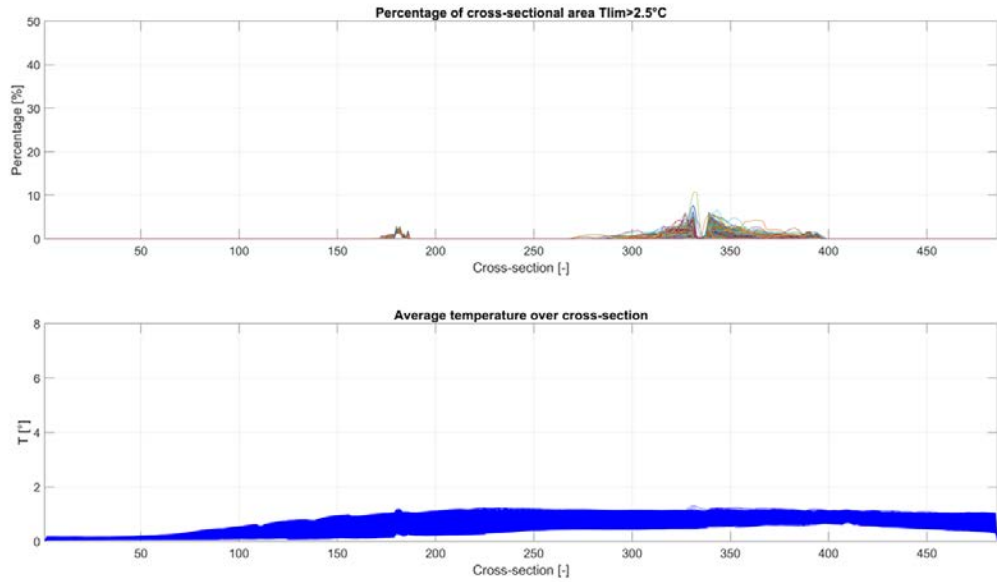 Percentage of cross-sectional area Tlim>2.5°C
50
40
30
20
10
0
Percentage [%]
50 100 150 200 250 300 350 400 450
Cross-section [-]
Average temperature over cross-section
8
6
4
2
0
T [°]
50 100 150 200 250 300 350 400 450
Cross-section [-]